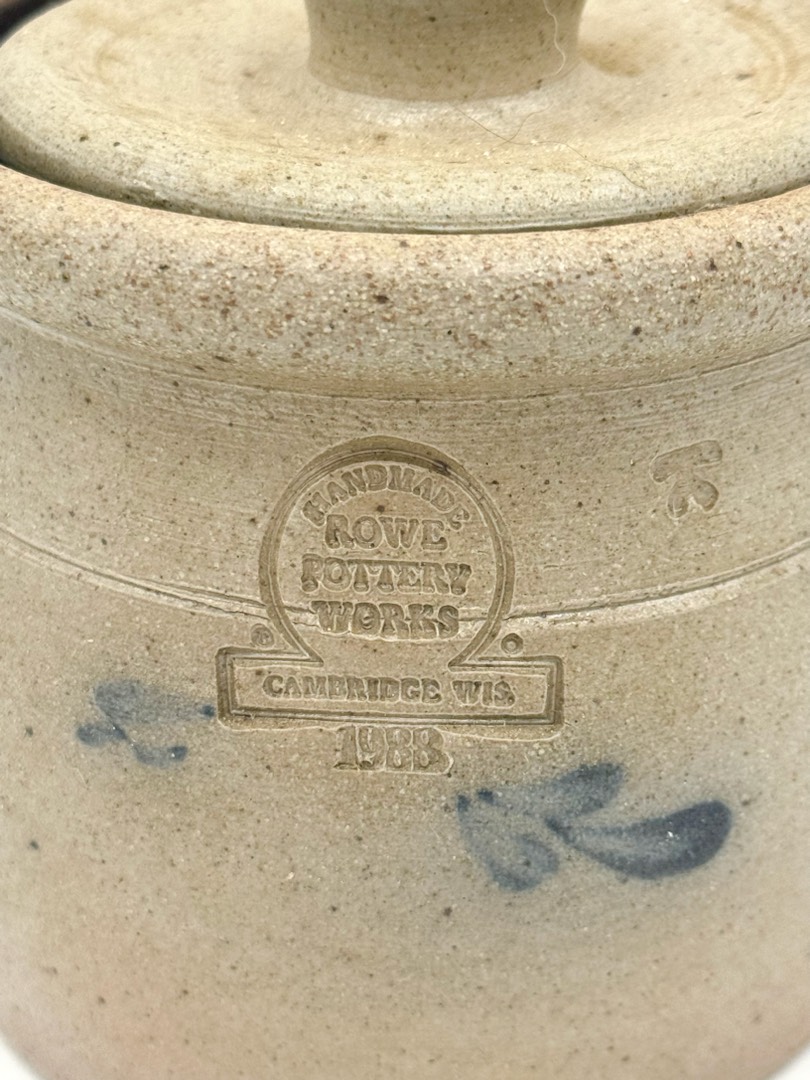 HANDMADE
ROWE
POTTERY
WORKS
CAMBRIDGE WIS.
1988